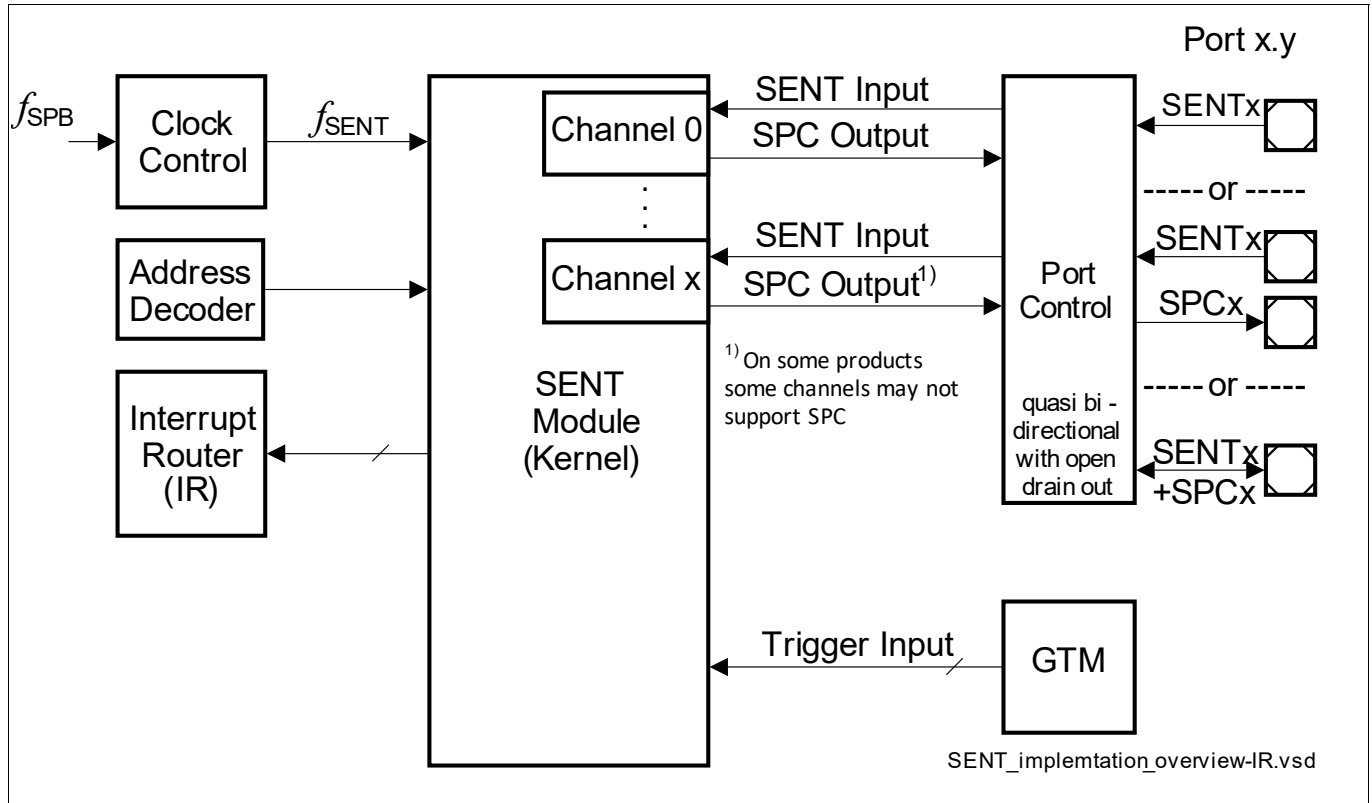 Port x.y
fSPB
Clock
Control
fSENT
Channel 0
SENT Input
SPC Output
SENTx
----- or -----
Address
Decoder
Channel x
SENT Input
SPC Output1)
Port
Control
SENTx
SPCx
1) On some products
some channels may not
support SPC
----- or -----
Interrupt
Router
(IR)
SENT
Module
(Kernel)
quasi bi -
directional
with open
drain out
SENTx
+SPCx
Trigger Input
GTM
SENT_implemtation_overview-IR.vsd